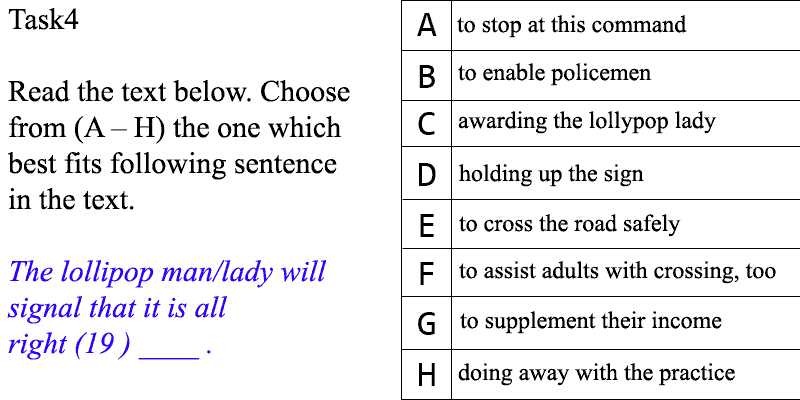 Task4
Read the text below. Choose
from (A – H) the one which
best fits following sentence
in the text.
The lollipop man/lady will
signal that it is all
right (19 ) ____ .
A to stop at this command
B to enable policemen
C awarding the lollypop lady
D holding up the sign
E to cross the road safely
F to assist adults with crossing, too
G to supplement their income
H doing away with the practice